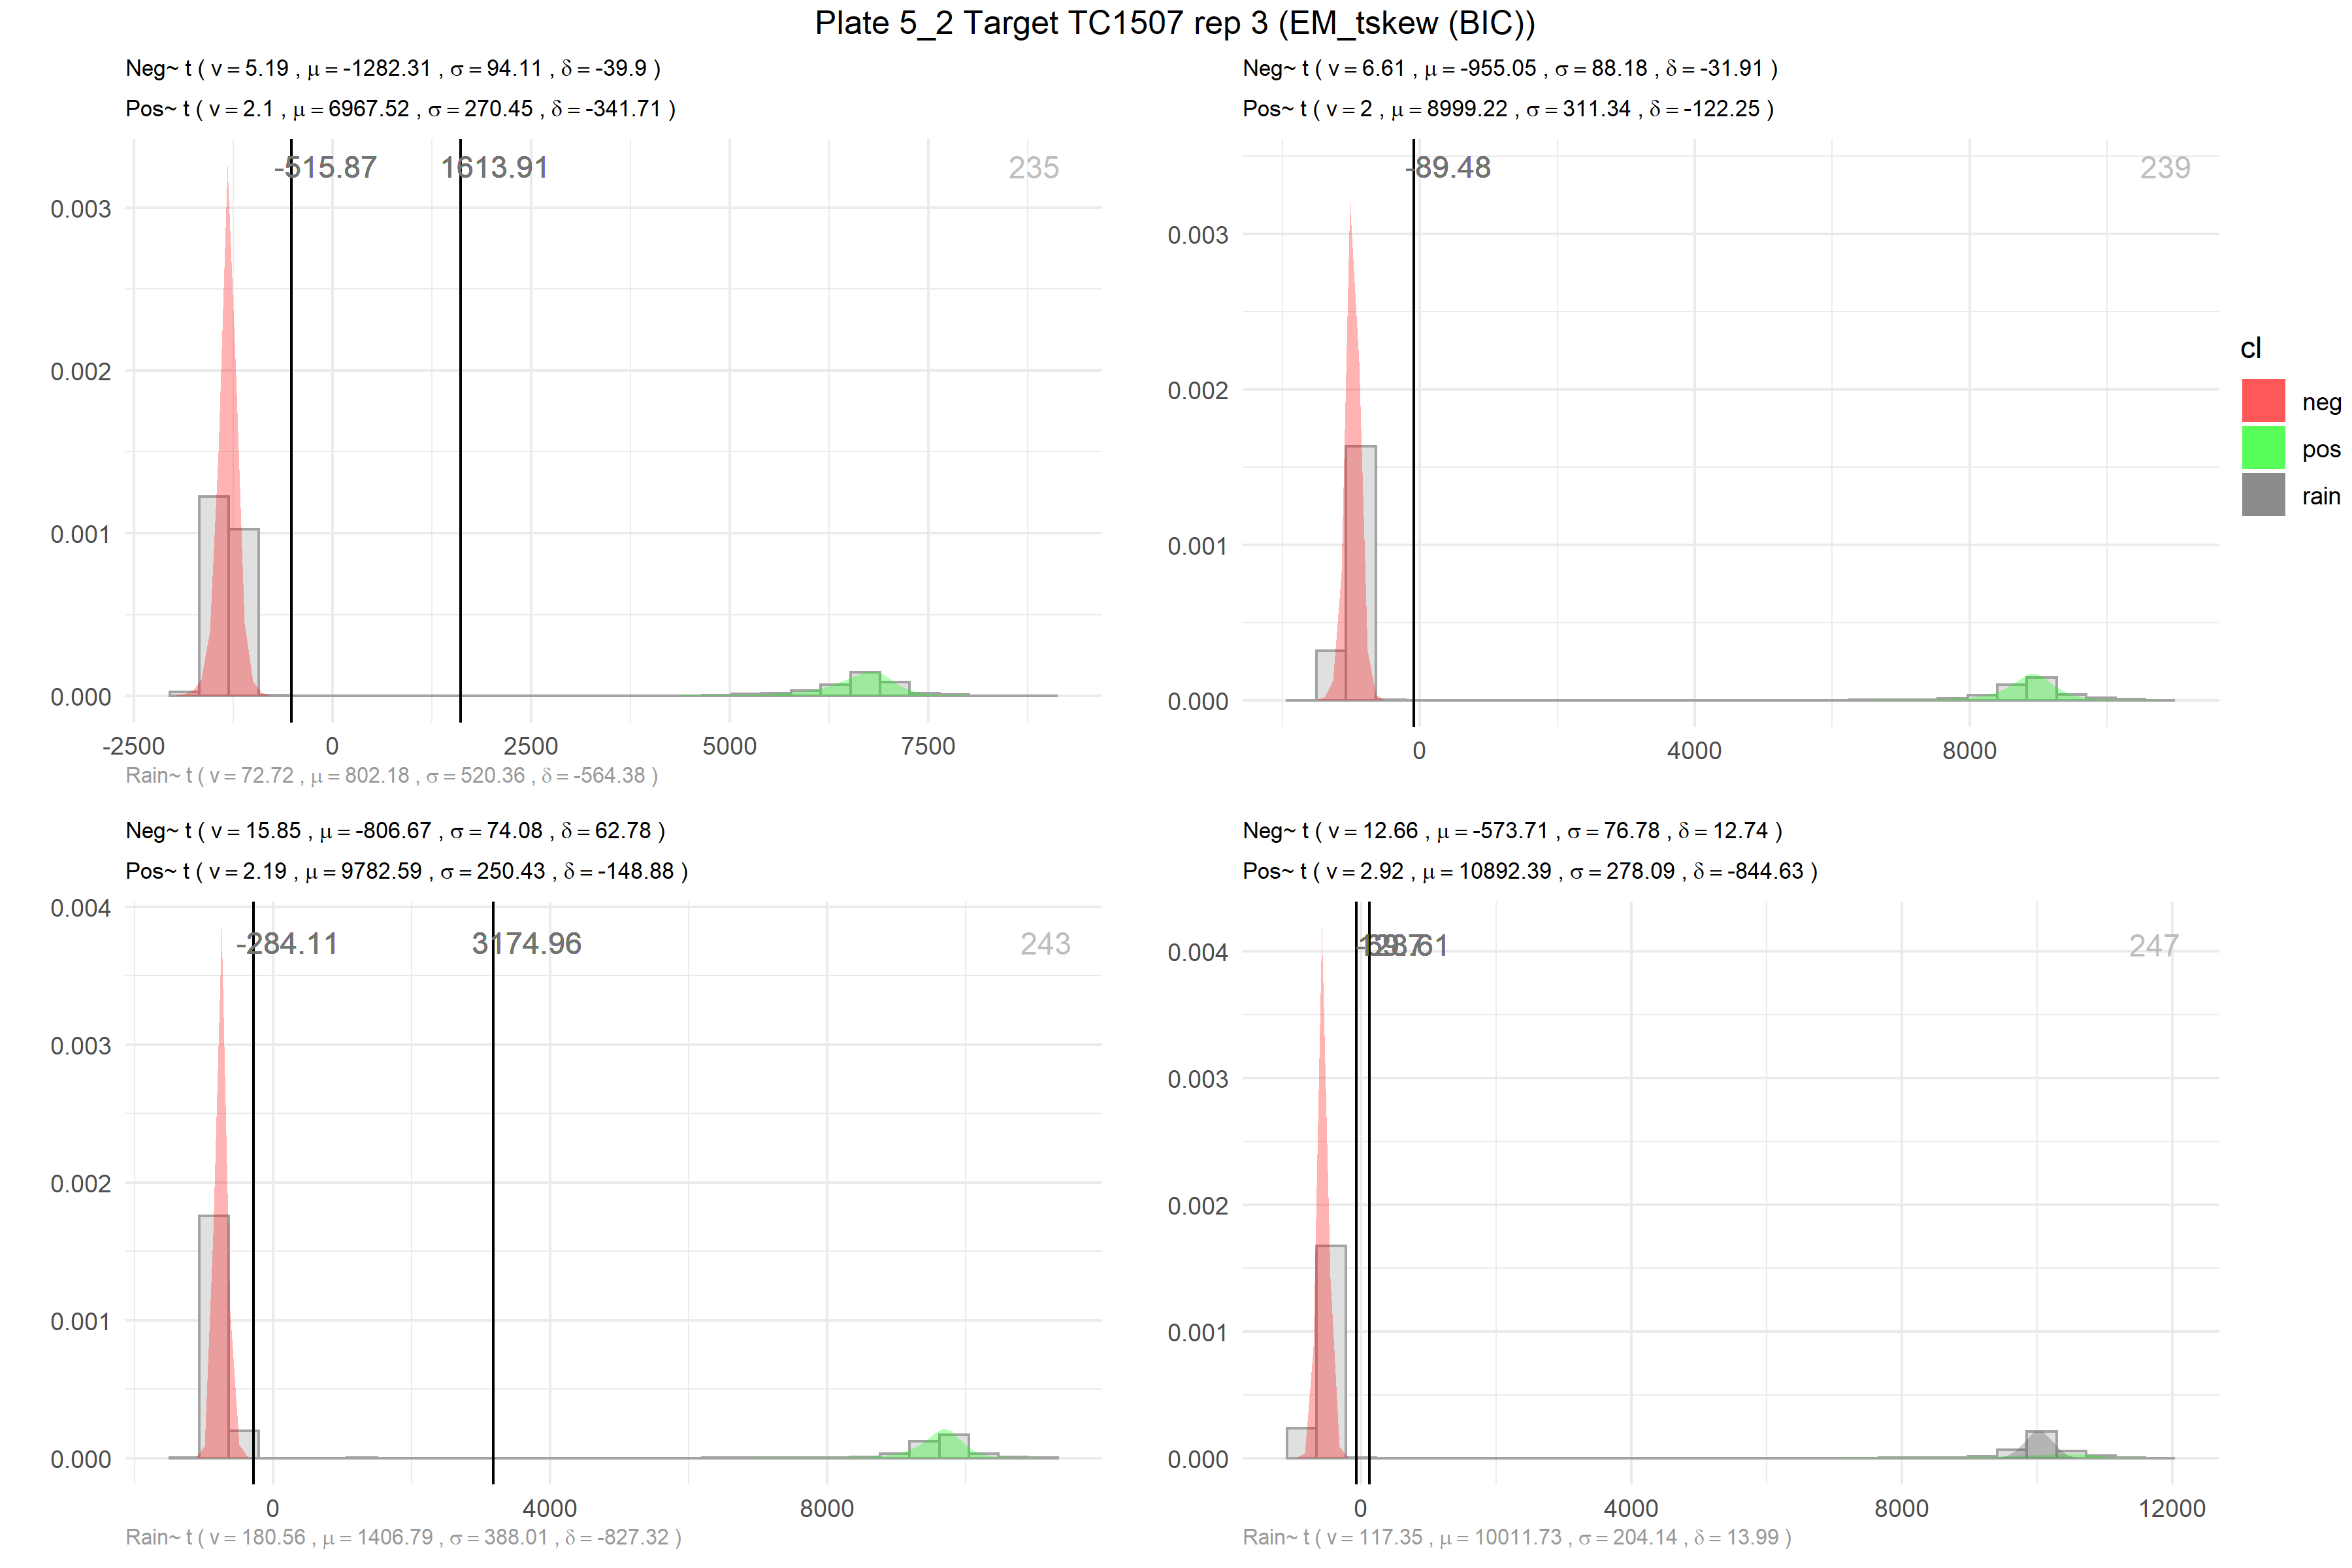 Plate 5_2 Target TC1507 rep 3 (EM_tskew (BIC))
Neg~ t ( v = 5.19 , μ = -1282.31 , σ = 94.11 , δ = -39.9 )
Pos~ t ( v = 2.1 , μ = 6967.52 , σ = 270.45 , δ = -341.71 )
-515.87 1613.91 235
0.003
0.002
0.001
0.000
-2500 0 2500 5000 7500
Rain~ t ( v = 72.72 , μ = 802.18 , σ = 520.36 , δ = -564.38 )
Neg~ t ( v = 6.61 , μ = -955.05 , σ = 88.18 , δ = -31.91 )
Pos~ t ( v = 2 , μ = 8999.22 , σ = 311.34 , δ = -122.25 )
-89.48 239
0.003
0.002
0.001
0.000
0 4000 8000
cl
neg
pos
rain
Neg~ t ( v = 15.85 , μ = -806.67 , σ = 74.08 , δ = 62.78 )
Pos~ t ( v = 2.19 , μ = 9782.59 , σ = 250.43 , δ = -148.88 )
0.004
-284.11 3174.96 243
0.003
0.002
0.001
0.000
0 4000 8000
Rain~ t ( v = 180.56 , μ = 1406.79 , σ = 388.01 , δ = -827.32 )
Neg~ t ( v = 12.66 , μ = -573.71 , σ = 76.78 , δ = 12.74 )
Pos~ t ( v = 2.92 , μ = 10892.39 , σ = 278.09 , δ = -844.63 )
247
0.004
0.003
0.002
0.001
0.000
0 4000 8000 12000
Rain~ t ( v = 117.35 , μ = 10011.73 , σ = 204.14 , δ = 13.99 )